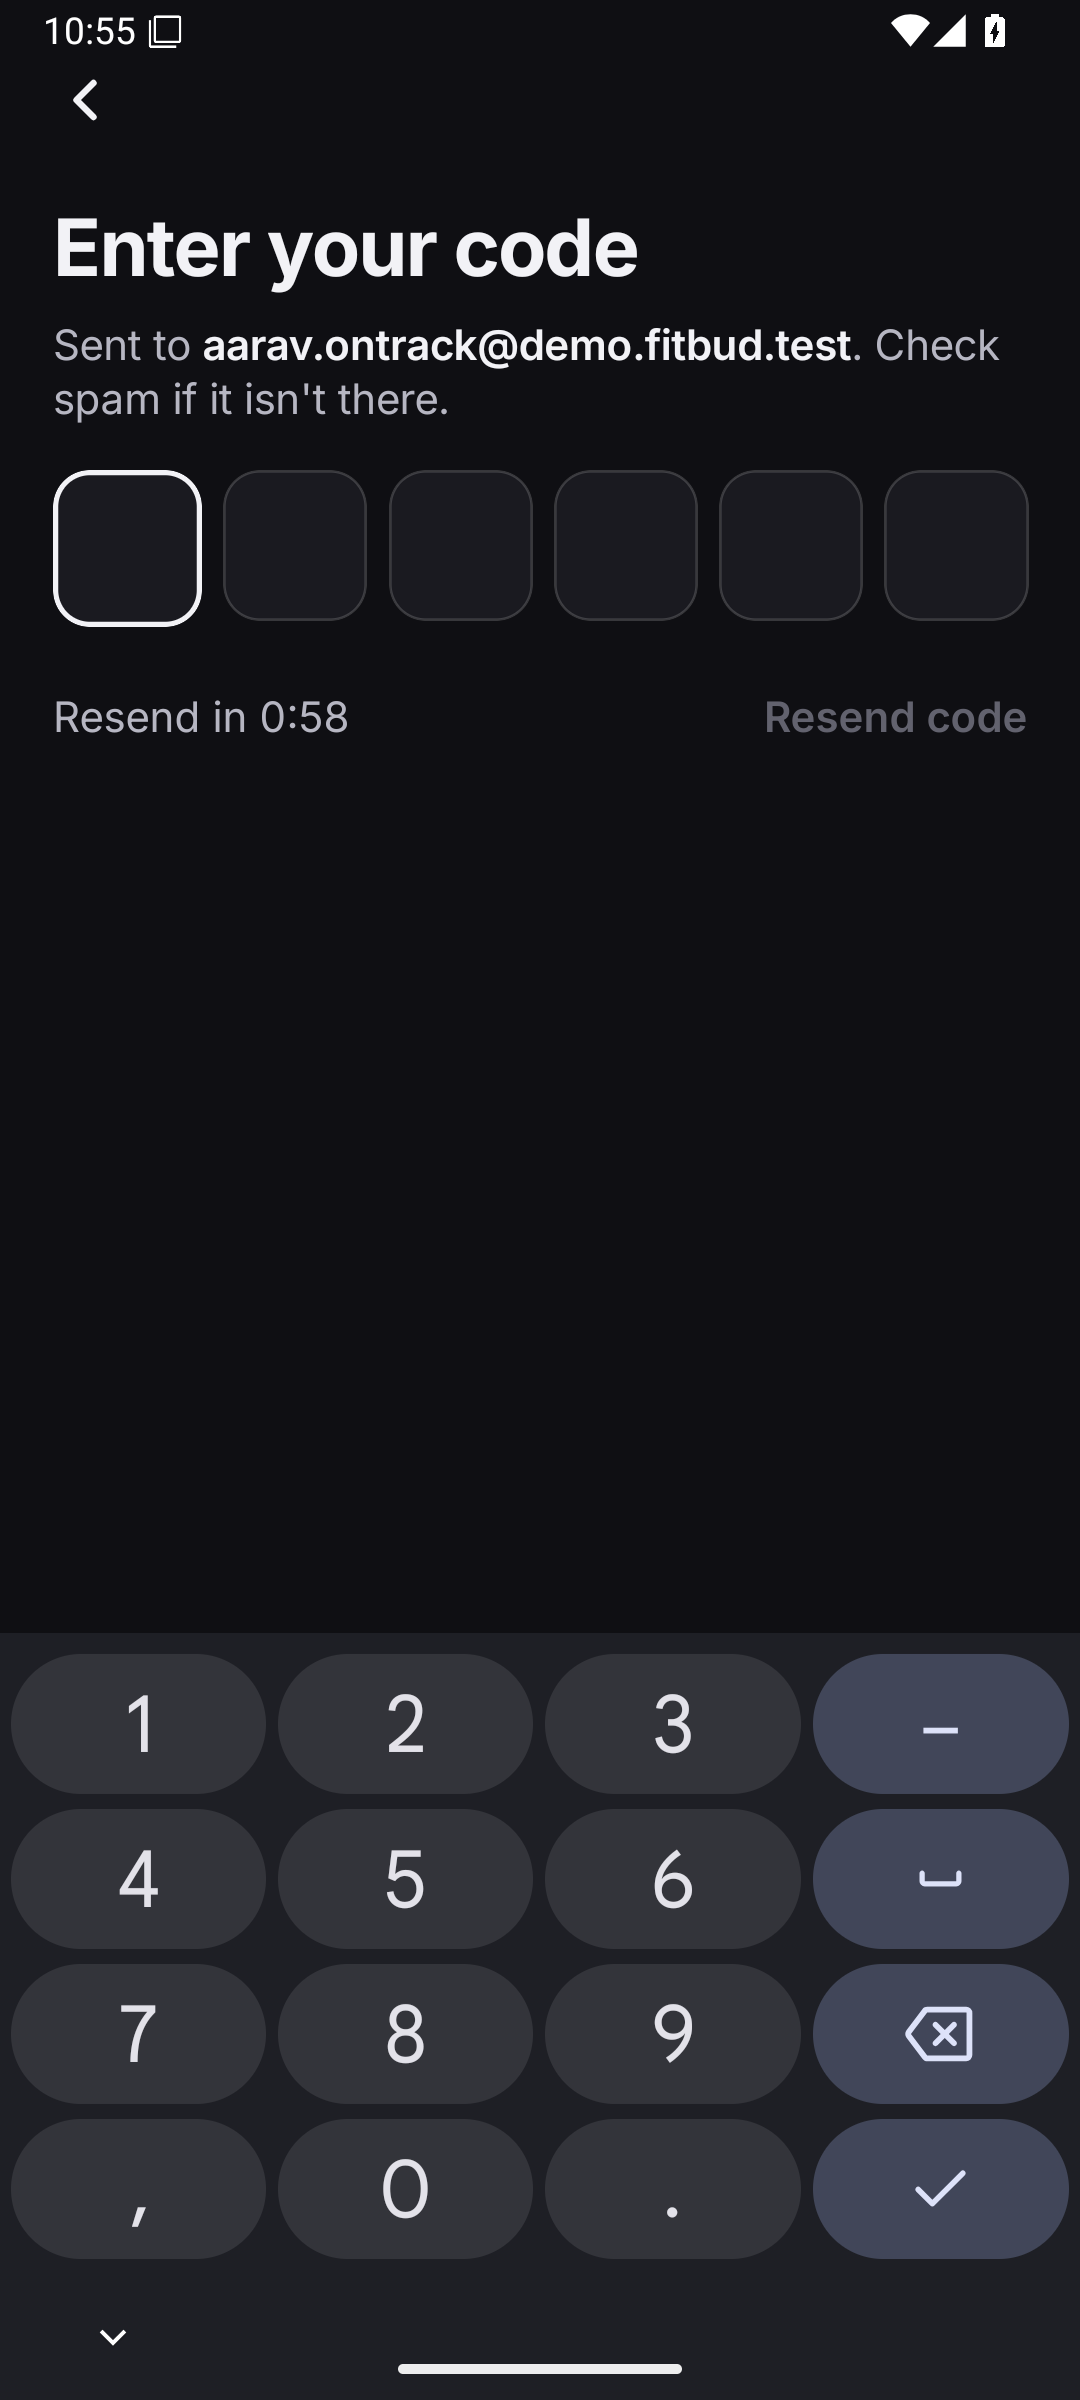 10:55
Enter your code
Sent to aarav.ontrack@demo.fitbud.test. Check
spam if it isn't there.
Resend in 0:58 Resend code
1 2 3 –
4 5 6
7 8 9
, 0 .